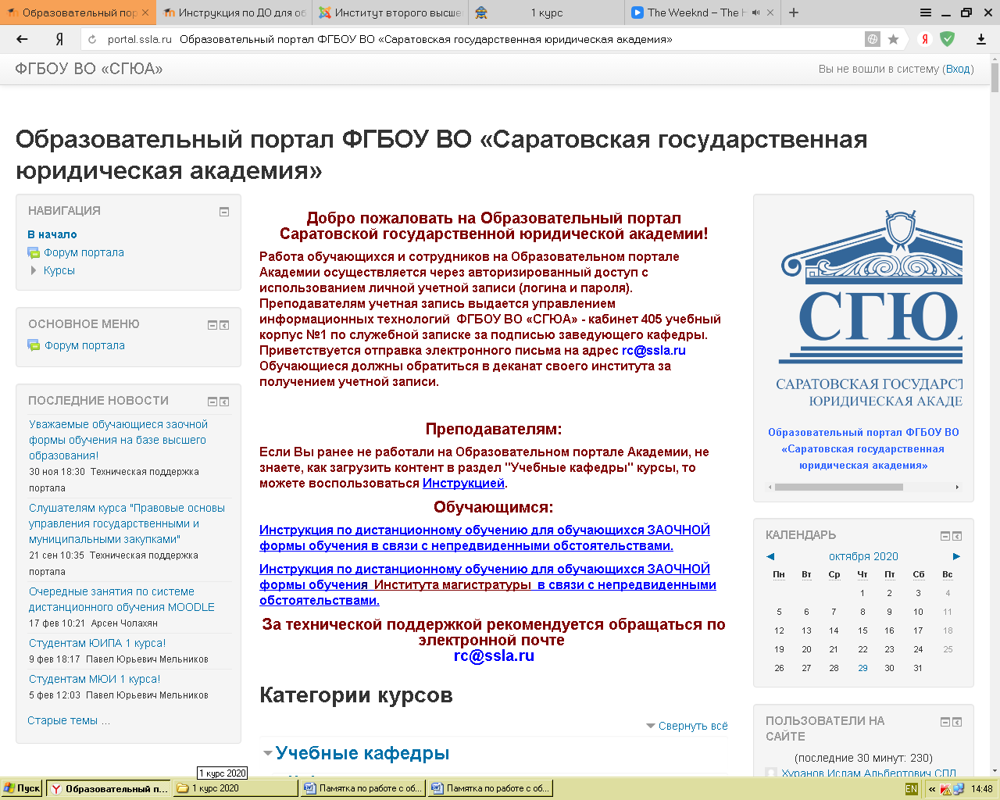 Образовательный пор
Инструкция по ДО для об
Институт второго высше
1 курс
The Weeknd – The H
portal.ssla.ru Образовательный портал ФГБОУ ВО «Саратовская государственная юридическая академия»
ФГБОУ ВО «СГЮА»
Вы не вошли в систему (Вход)
Образовательный портал ФГБОУ ВО «Саратовская государственная
юридическая академия»
НАВИГАЦИЯ
В начало
Форум портала
Курсы
ОСНОВНОЕ МЕНЮ
Форум портала
ПОСЛЕДНИЕ НОВОСТИ
Уважаемые обучающиеся заочной
формы обучения на базе высшего
образования!
30 ноя 18:30 Техническая поддержка
портала
Слушателям курса "Правовые основы
управления государственными и
муниципальными закупками"
21 сен 10:35 Техническая поддержка
портала
Очередные занятия по системе
дистанционного обучения MOODLE
17 фев 10:21 Арсен Чолахян
Студентам ЮИПА 1 курса!
9 фев 18:17 Павел Юрьевич Мельников
Студентам МЮИ 1 курса!
5 фев 12:03 Павел Юрьевич Мельников
Старые темы ...
Добро пожаловать на Образовательный портал
Саратовской государственной юридической академии!
Работа обучающихся и сотрудников на Образовательном портале
Академии осуществляется через авторизированный доступ с
использованием личной учетной записи (логина и пароля).
Преподавателям учетная запись выдается управлением
информационных технологий ФГБОУ ВО «СГЮА» - кабинет 405 учебный
корпус №1 по служебной записке за подписью заведующего кафедры.
Приветствуется отправка электронного письма на адрес rc@ssla.ru
Обучающиеся должны обратиться в деканат своего института за
получением учетной записи.
Преподавателям:
Если Вы ранее не работали на Образовательном портале Академии, не
знаете, как загрузить контент в раздел "Учебные кафедры" курсы, то
можете воспользоваться Инструкцией.
Обучающимся:
Инструкция по дистанционному обучению для обучающихся ЗАОЧНОЙ
формы обучения в связи с непредвиденными обстоятельствами.
Инструкция по дистанционному обучению для обучающихся ЗАОЧНОЙ
формы обучения Института магистратуры в связи с непредвиденными
обстоятельствами.
За технической поддержкой рекомендуется обращаться по
электронной почте
rc@ssla.ru
Категории курсов
Свернуть всё
Учебные кафедры
СГЮА
САРАТОВСКАЯ ГОСУДАРСТ
ЮРИДИЧЕСКАЯ АКАДЕ
Образовательный портал ФГБОУ ВО
«Саратовская государственная
юридическая академия»
КАЛЕНДАРЬ
октября 2020
Пн Вт Ср Чт Пт Сб Вс
1 2 3 4
5 6 7 8 9 10 11
12 13 14 15 16 17 18
19 20 21 22 23 24 25
26 27 28 29 30 31
ПОЛЬЗОВАТЕЛИ НА
САЙТЕ
(последние 30 минут: 230)
Хуранов Ислам Альбертович СПД
1 курс 2020
Пуск
Образовательный п...
1 курс 2020
Памятка по работе с об...
Памятка по работе с об...
EN
14:48